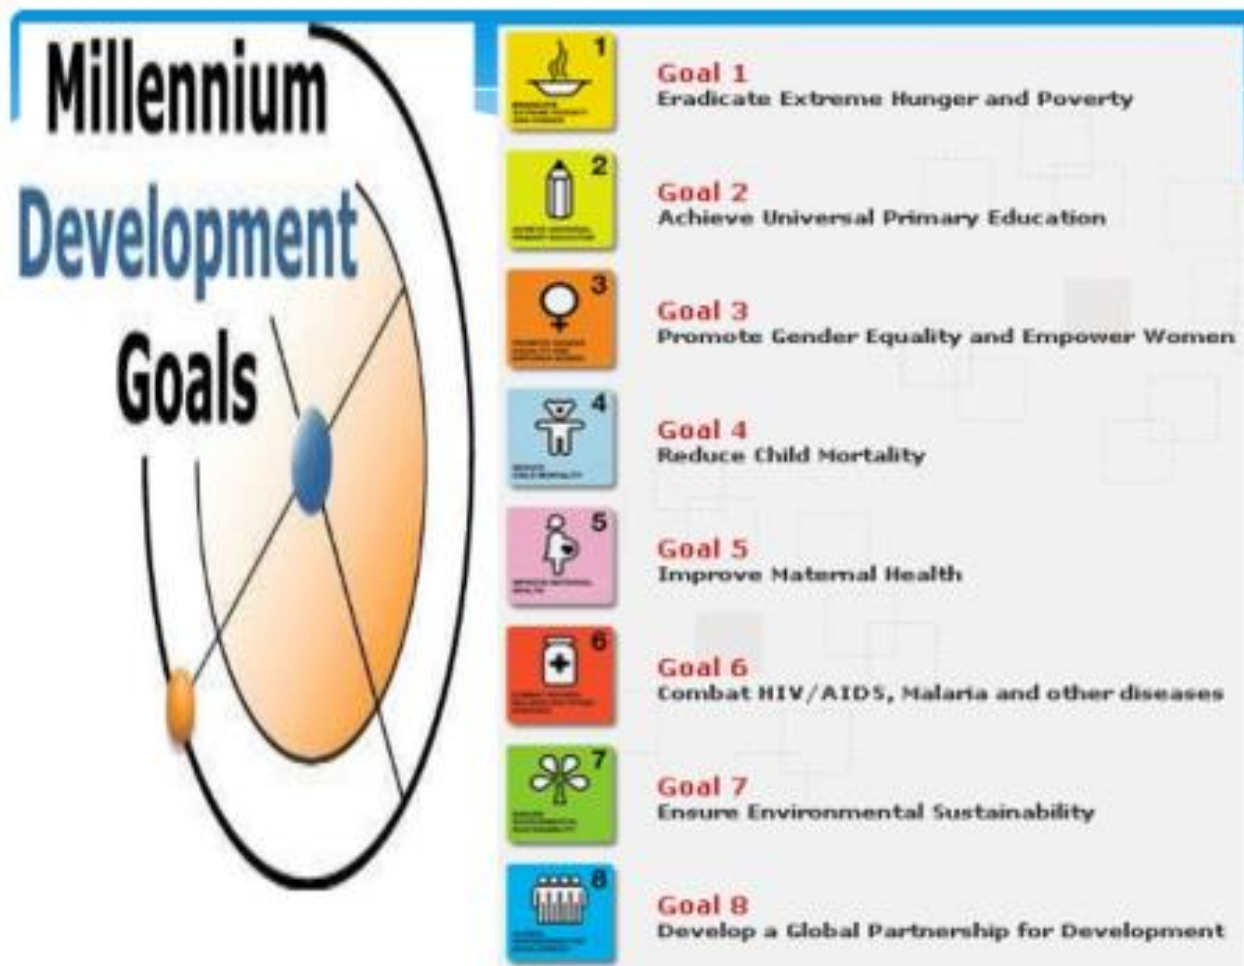 Millennium
Development
Goals
1
Goal 1
Eradicate Extreme Hunger and Poverty
2
Goal 2
Achieve Universal Primary Education
3
Goal 3
Promote Gender Equality and Empower Women
4
Goal 4
Reduce Child Mortality
5
Goal 5
Improve Maternal Health
6
Goal 6
Combat HIV/AIDS, Malaria and other diseases
7
Goal 7
Ensure Environmental Sustainability
8
Goal 8
Develop a Global Partnership for Development